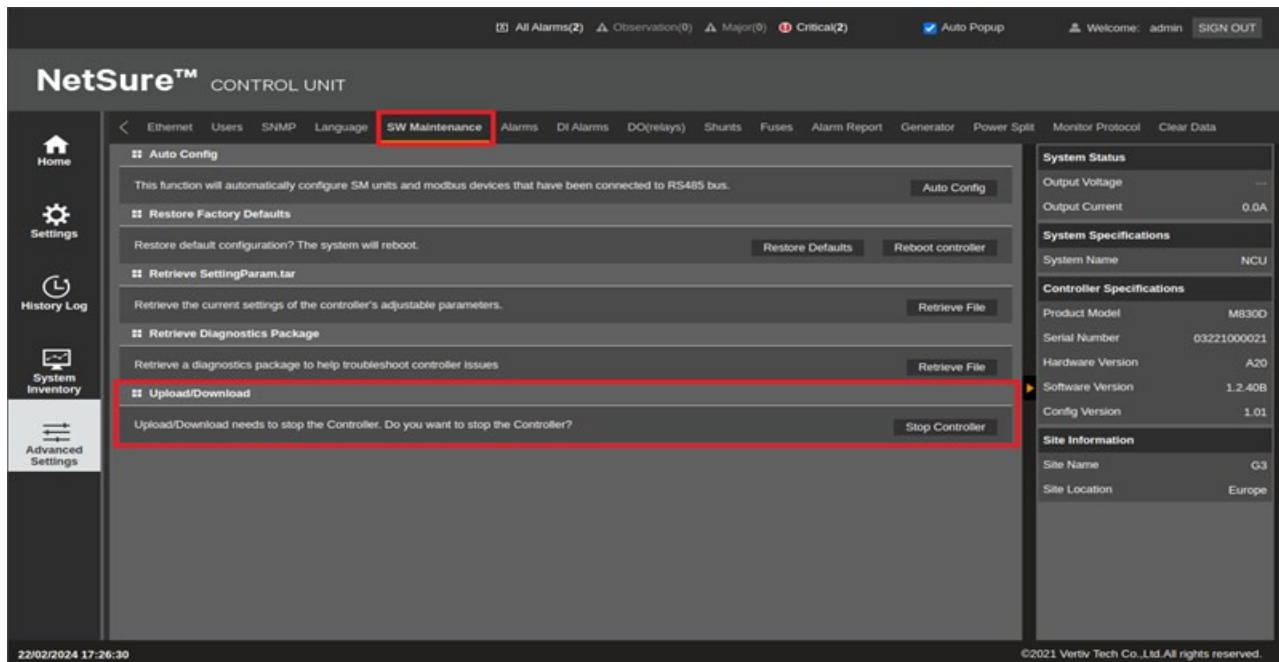 All Alarms(2) Observation(0) Major(0) Critical(2) Auto Popup Welcome: admin SIGN OUT
NetSure™ CONTROL UNIT
< Ethernet Users SNMP Language SW Maintenance Alarms DI Alarms DO(relays) Shunts Fuses Alarm Report Generator Power Split Monitor Protocol Clear Data
Home
Settings
History Log
System
Inventory
Advanced
Settings
Auto Config
This function will automatically configure SM units and modbus devices that have been connected to RS485 bus.
Auto Config
Restore Factory Defaults
Restore default configuration? The system will reboot.
Restore Defaults Reboot controller
Retrieve SettingParam.tar
Retrieve the current settings of the controller's adjustable parameters.
Retrieve File
Retrieve Diagnostics Package
Retrieve a diagnostics package to help troubleshoot controller issues
Retrieve File
Upload/Download
Upload/Download needs to stop the Controller. Do you want to stop the Controller?
Stop Controller
System Status
Output Voltage ---
Output Current 0.0A
System Specifications
System Name NCU
Controller Specifications
Product Model M830D
Serial Number 03221000021
Hardware Version A20
Software Version 1.2.40B
Config Version 1.01
Site Information
Site Name G3
Site Location Europe
22/02/2024 17:26:30
©2021 Vertiv Tech Co.,Ltd.All rights reserved.